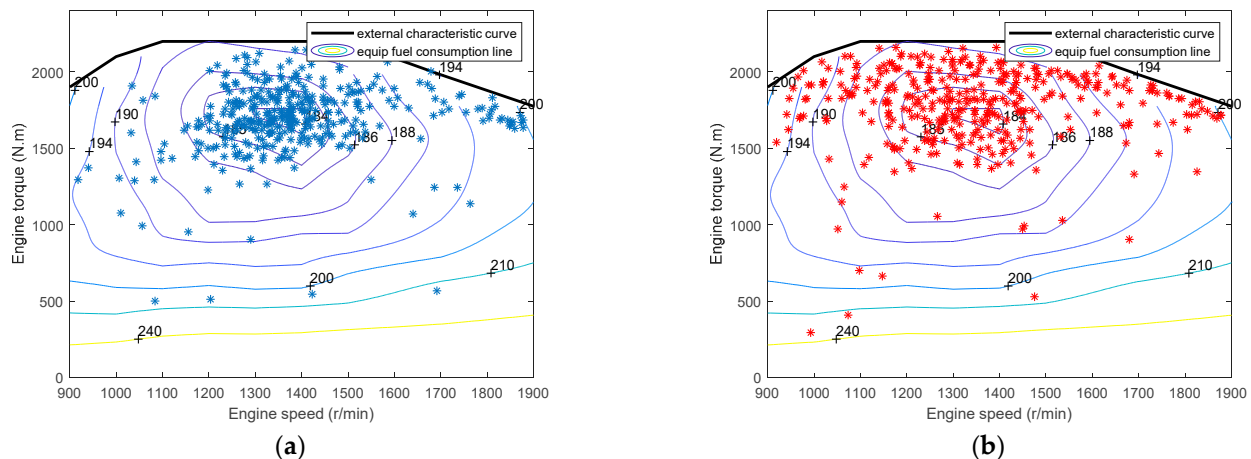 external characteristic curve
equip fuel consumption line
200
194
200
190
194
184
185
186
188
200
210
240
2000
1500
1000
500
0
900 1000 1100 1200 1300 1400 1500 1600 1700 1800 1900
Engine torque (N.m)
Engine speed (r/min)
(a)
external characteristic curve
equip fuel consumption line
200
194
200
190
194
184
185
186
188
200
210
240
2000
1500
1000
500
0
900 1000 1100 1200 1300 1400 1500 1600 1700 1800 1900
Engine torque (N.m)
Engine speed (r/min)
(b)